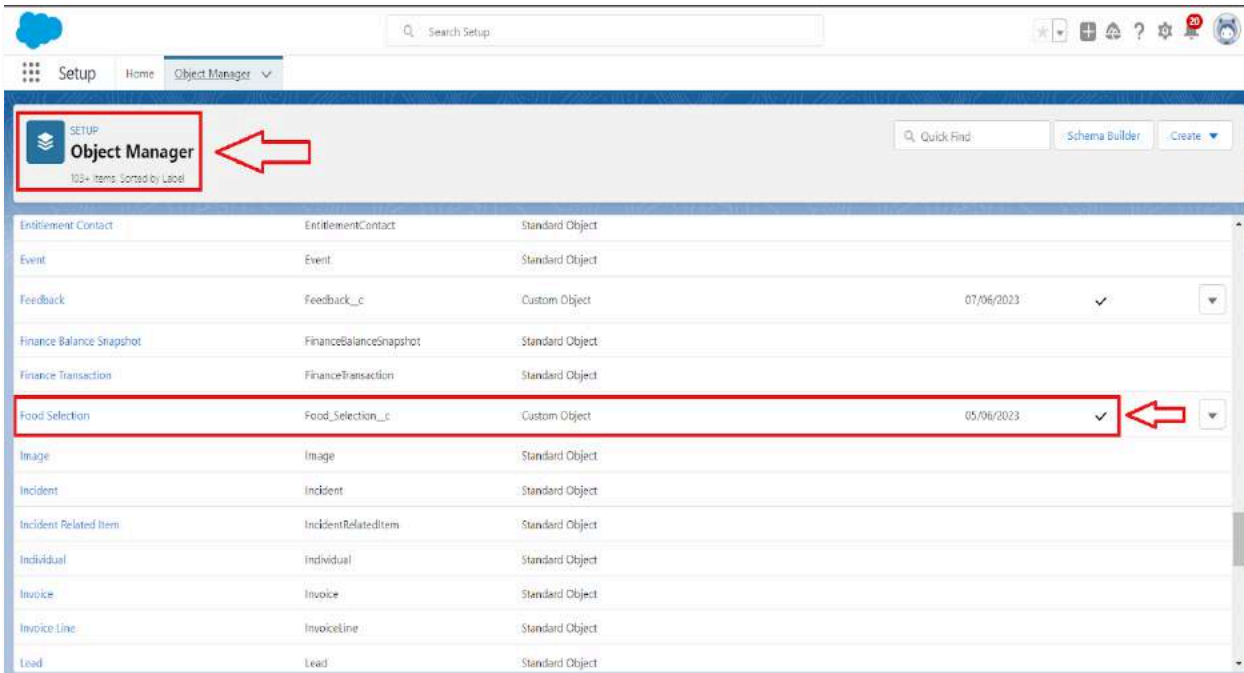 Search Setup
20
Setup Home Object Manager
SETUP
Object Manager
103+ Items, Sorted by Label
Quick Find
Schema Builder
Create
Entitlement Contact EntitlementContact Standard Object
Event Event Standard Object
Feedback Feedback__c Custom Object 07/06/2023
Finance Balance Snapshot FinanceBalanceSnapshot Standard Object
Finance Transaction FinanceTransaction Standard Object
Food Selection Food_Selection__c Custom Object 05/06/2023
Image Image Standard Object
Incident Incident Standard Object
Incident Related Item IncidentRelatedItem Standard Object
Individual Individual Standard Object
Invoice Invoice Standard Object
Invoice Line InvoiceLine Standard Object
Lead Lead Standard Object